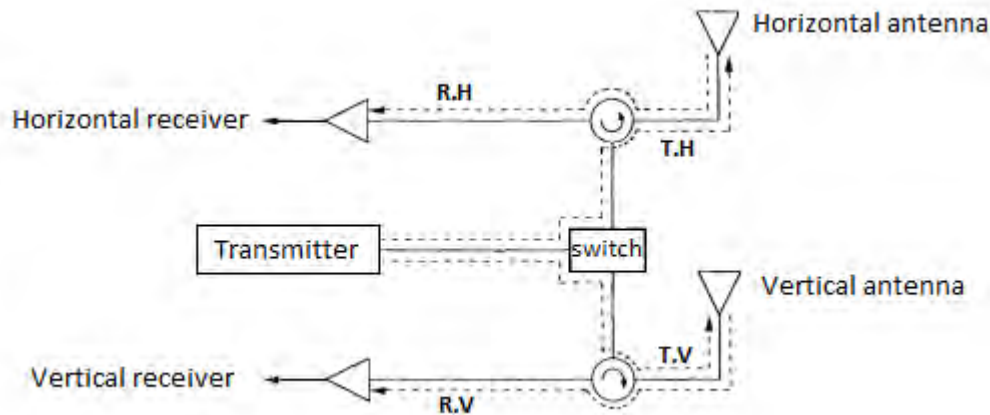 Horizontal antenna
R.H
Horizontal receiver
T.H
Transmitter
switch
Vertical antenna
T.V
Vertical receiver
R.V